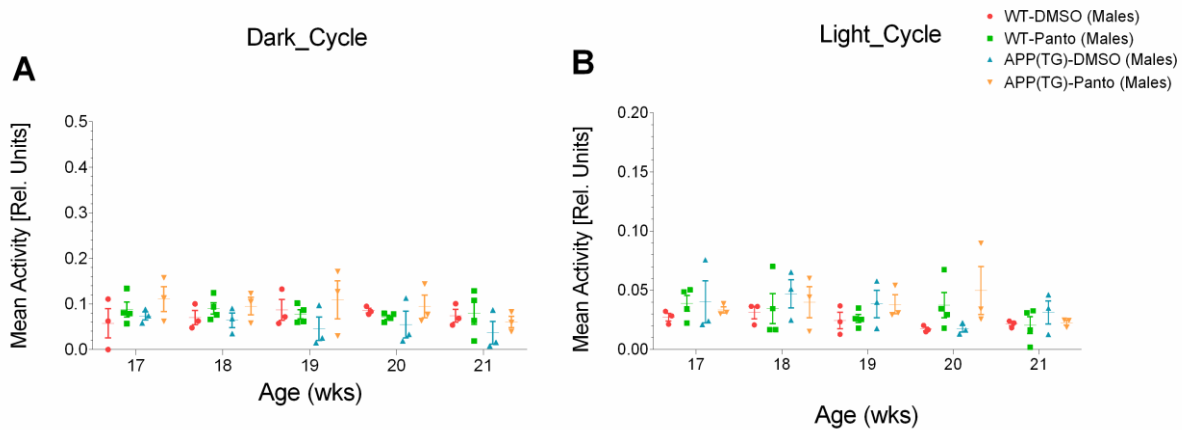 Dark_Cycle
Light_Cycle
WT-DMSO (Males)
WT-Panto (Males)
APP(TG)-DMSO (Males)
APP(TG)-Panto (Males)
A
Mean Activity [Rel. Units]
0.5
0.4
0.3
0.2
0.1
0.0
17 18 19 20 21
Age (wks)
B
Mean Activity [Rel. Units]
0.20
0.15
0.10
0.05
0.00
17 18 19 20 21
Age (wks)